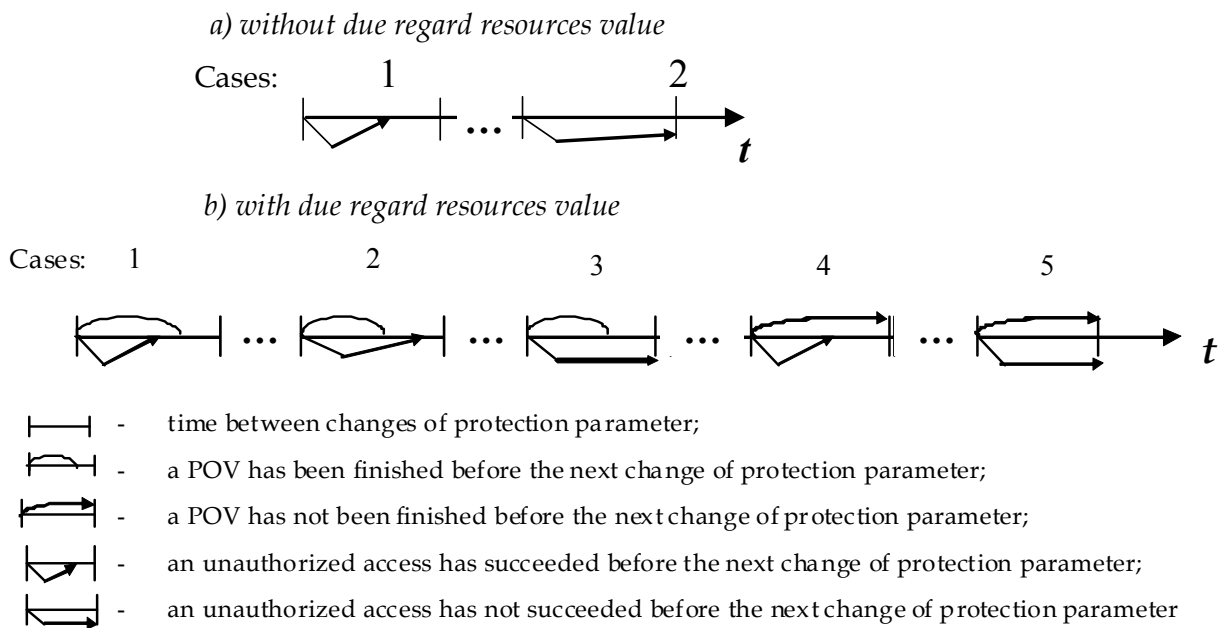 a) without due regard resources value
Cases: 1 2
...
t
b) with due regard resources value
Cases: 1 2 3 4 5
... ... ... ...
t
- time between changes of protection parameter;
- a POV has been finished before the next change of protection parameter;
- a POV has not been finished before the next change of protection parameter;
- an unauthorized access has succeeded before the next change of protection parameter;
- an unauthorized access has not succeeded before the next change of protection parameter